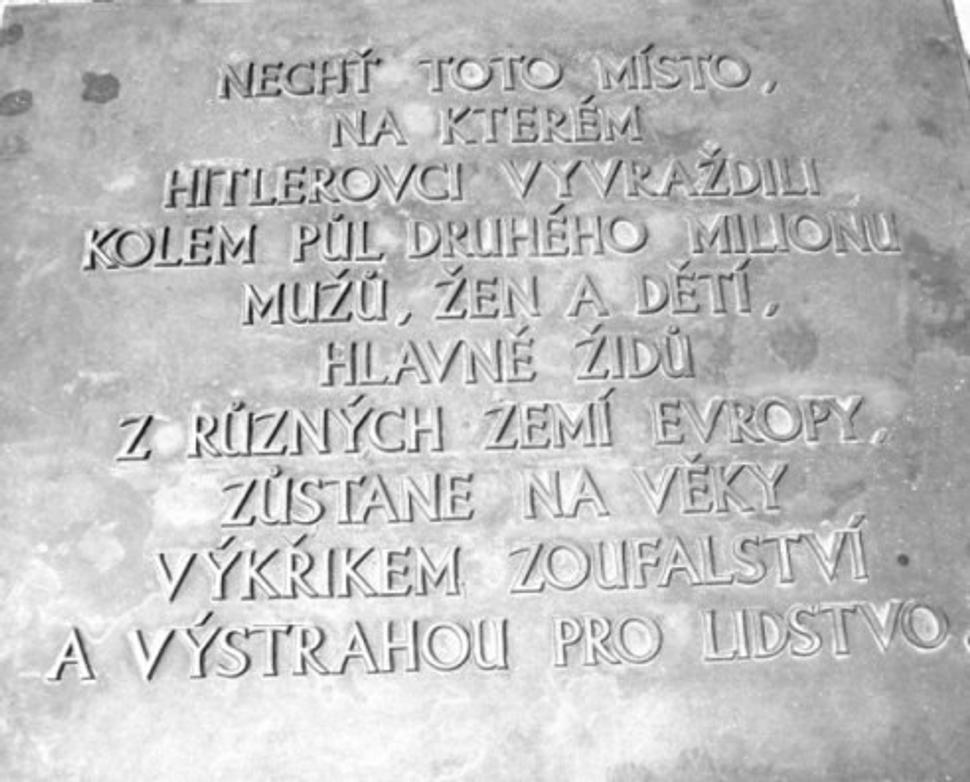 NECHŤ TOTO MÍSTO,
NA KTERÉM
HITLEROVCI VYVRAŽDILI
KOLEM PŮL DRUHÉHO MILIONU
MUŽŮ, ŽEN A DĚTÍ,
HLAVNĚ ŽIDŮ
Z RŮZNÝCH ZEMÍ EVROPY,
ZŮSTANE NA VĚKY
VÝKŘIKEM ZOUFALSTVÍ
A VÝSTRAHOU PRO LIDSTVO.